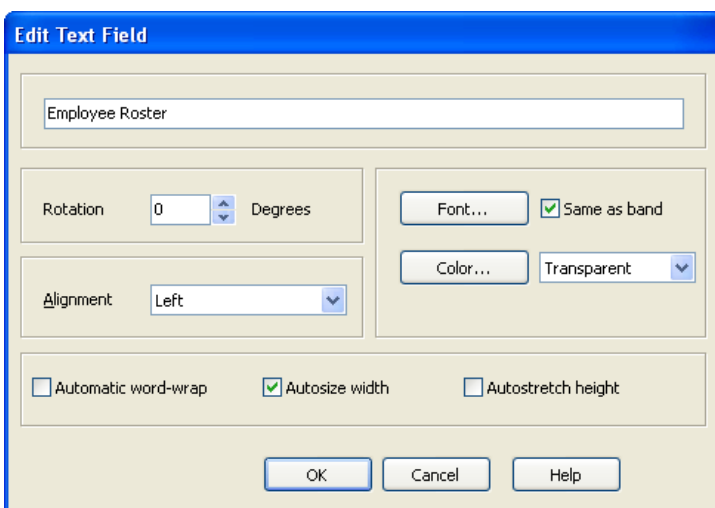 Edit Text Field
Employee Roster
Rotation 0 Degrees
Alignment Left
Font... Same as band
Color... Transparent
Automatic word-wrap Autosize width Autostretch height
OK Cancel Help